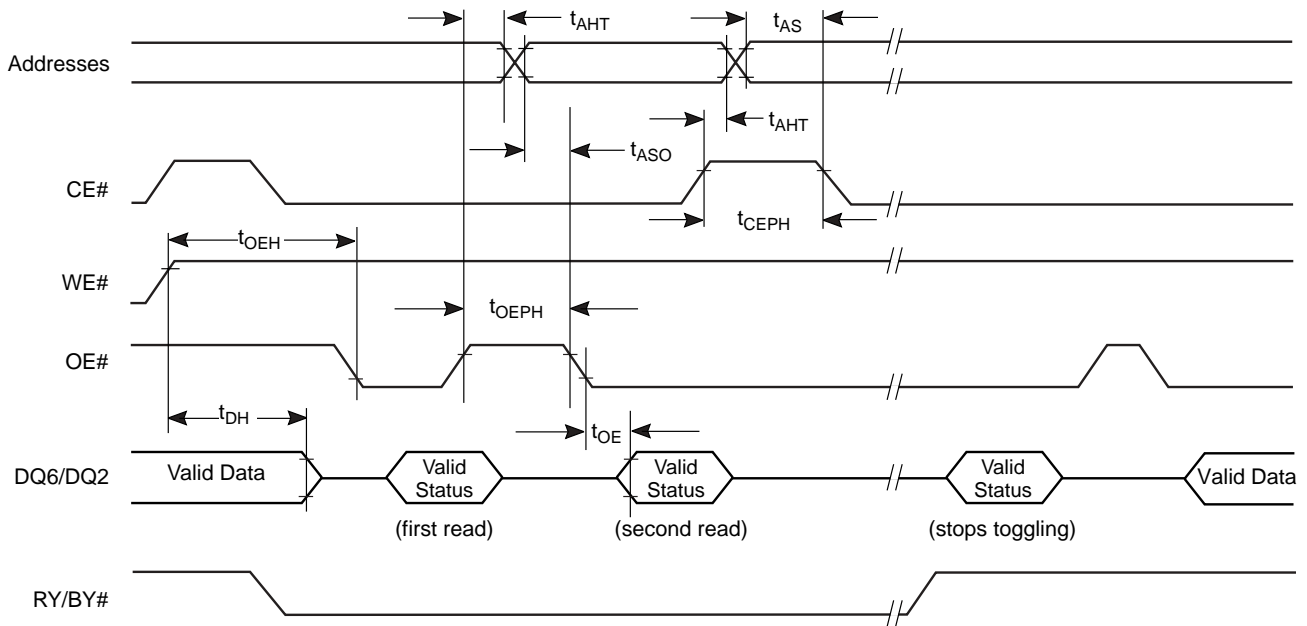 tAHT
tAS
Addresses
tAHT
tASO
CE#
tCEPH
tOEH
WE#
tOEPH
OE#
tDH
tOE
DQ6/DQ2
Valid Data
Valid
Status
Valid
Status
Valid
Status
Valid Data
(first read)
(second read)
(stops toggling)
RY/BY#